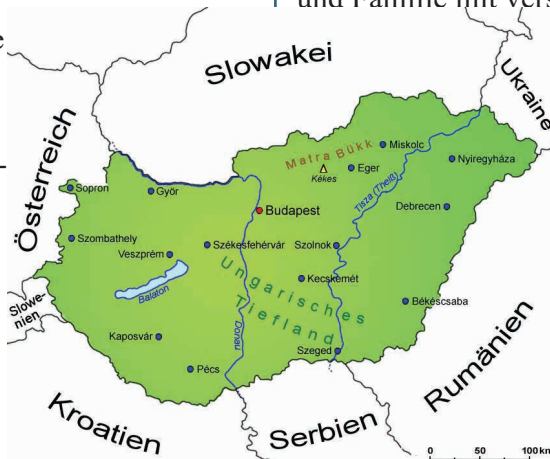 und Familie mit vers
e
Slowakei
Ukraine
Österreich
Matra Bükk
Miskolc
Kékes
Eger
Nyiregyháza
Sopron
Györ
Tisza (Theiß)
Budapest
Debrecen
Szombathely
Székesfehérvár
Szolnok
Veszprém
Ungarisches
Tiefland
Kecskemét
Balaton
Slowe-
nien
Békéscsaba
Donau
Kaposvár
Szeged
Pécs
Rumänien
Kroatien
Serbien
0 50 100 km